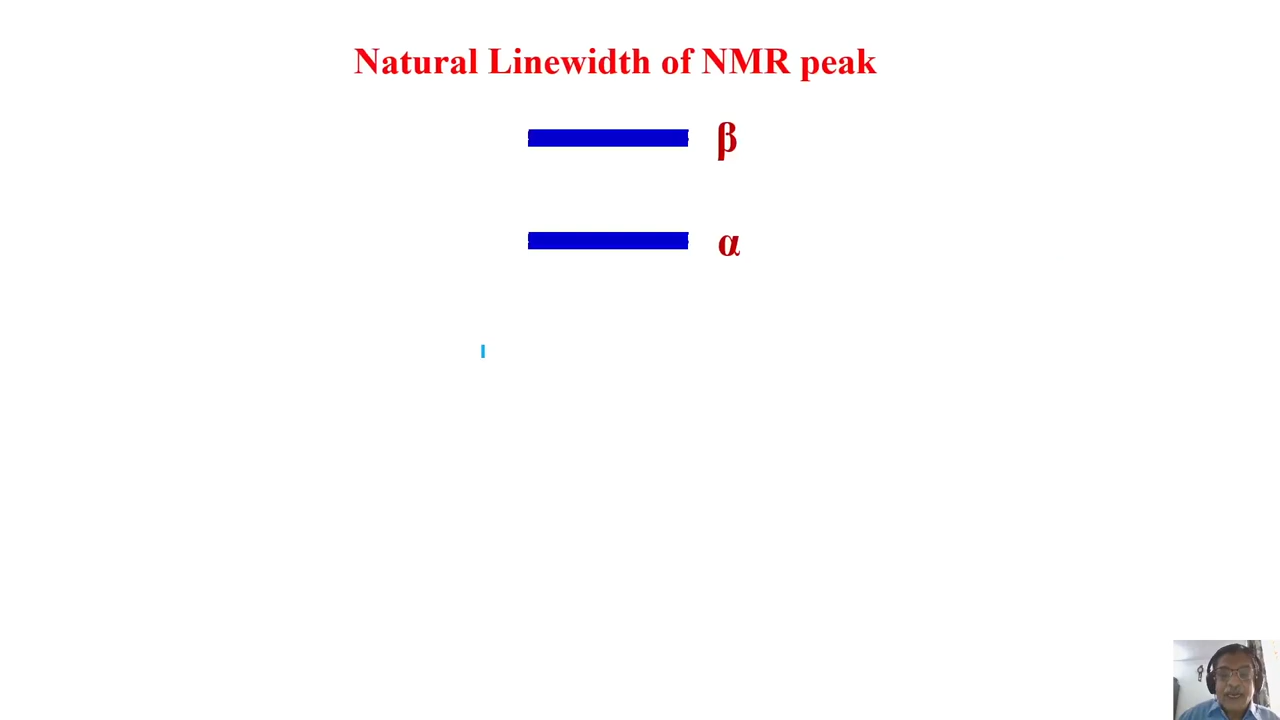 Natural Linewidth of NMR peak
β
α